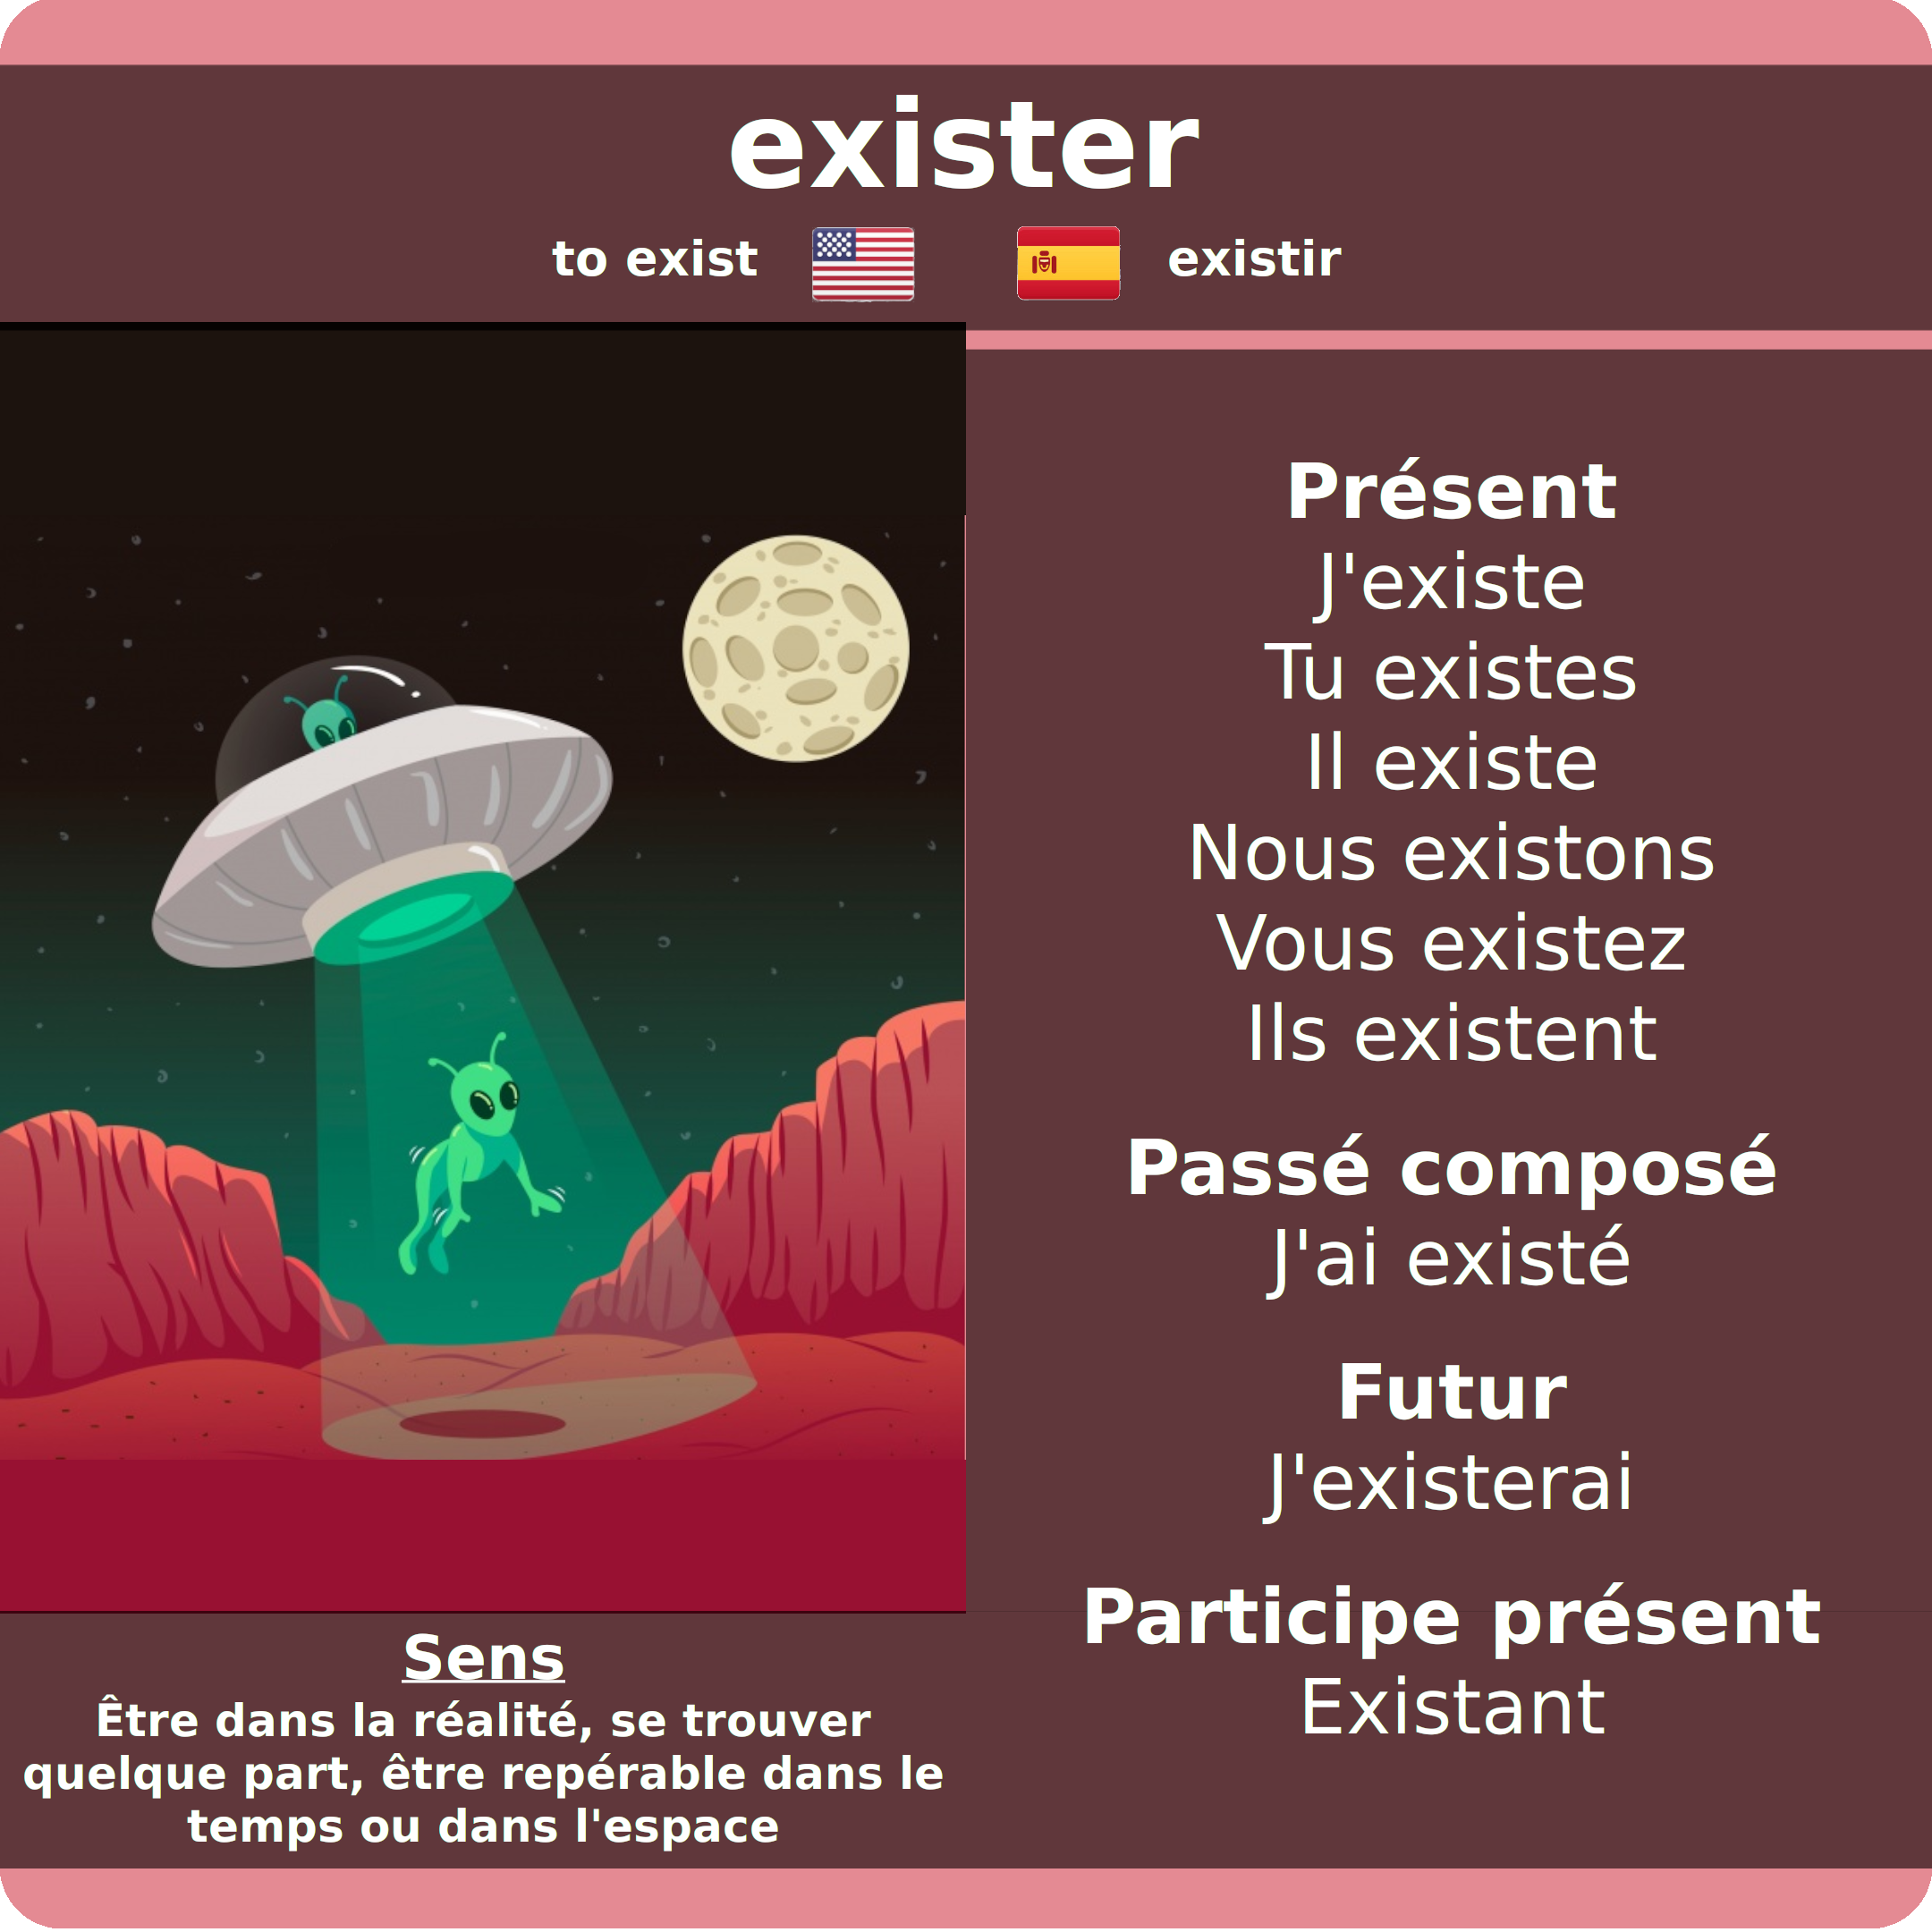 exister
to exist
existir
Présent
J'existe
Tu existes
Il existe
Nous existons
Vous existez
Ils existent
Passé composé
J'ai existé
Futur
J'existerai
Participe présent
Existant
Sens
Être dans la réalité, se trouver
quelque part, être repérable dans le
temps ou dans l'espace